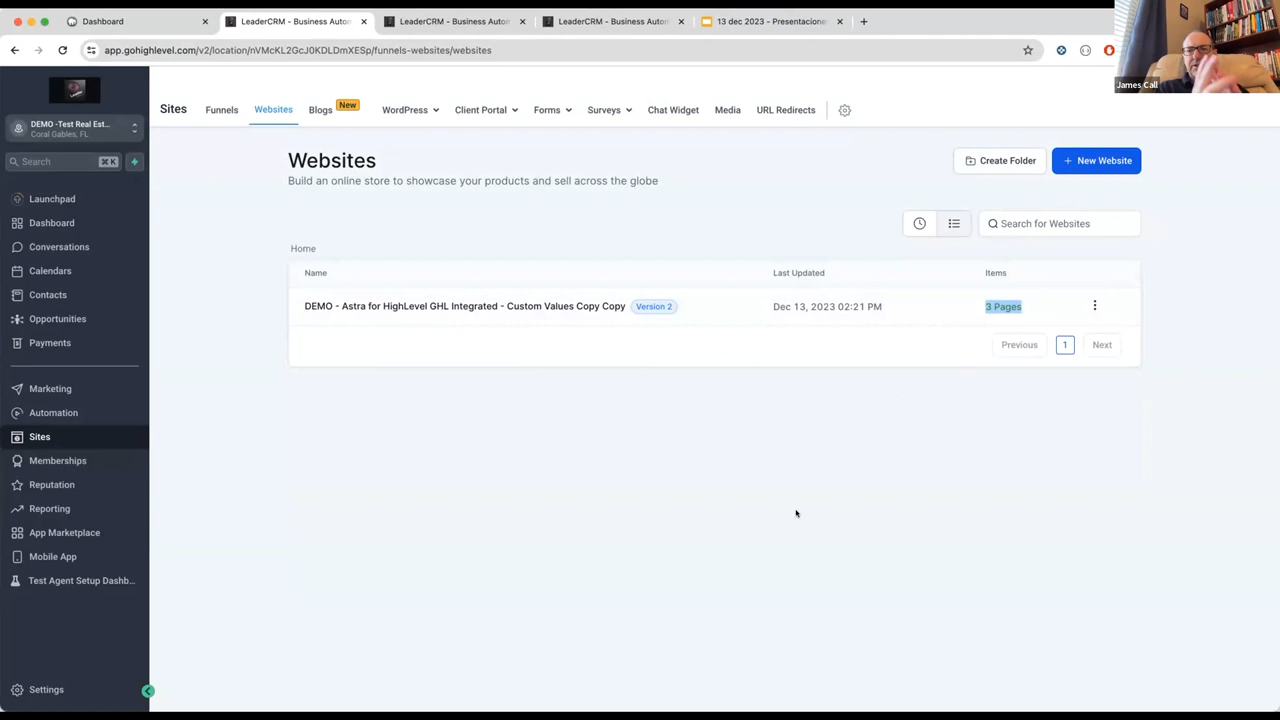 Dashboard
LeaderCRM - Business Autom
LeaderCRM - Business Autom
LeaderCRM - Business Autom
13 dec 2023 - Presentaciones
app.gohighlevel.com/v2/location/nVMcKL2GcJ0KDLDmXESp/funnels-websites/websites
James Call
DEMO -Test Real Est...
Coral Gables, FL
Search ⌘ K
Launchpad
Dashboard
Conversations
Calendars
Contacts
Opportunities
Payments
Marketing
Automation
Sites
Memberships
Reputation
Reporting
App Marketplace
Mobile App
Test Agent Setup Dashb...
Settings
Sites Funnels Websites Blogs New WordPress Client Portal Forms Surveys Chat Widget Media URL Redirects
Websites
Build an online store to showcase your products and sell across the globe
Create Folder
+ New Website
Search for Websites
Home
Name Last Updated Items
DEMO - Astra for HighLevel GHL Integrated - Custom Values Copy Copy Version 2 Dec 13, 2023 02:21 PM 3 Pages
Previous 1 Next